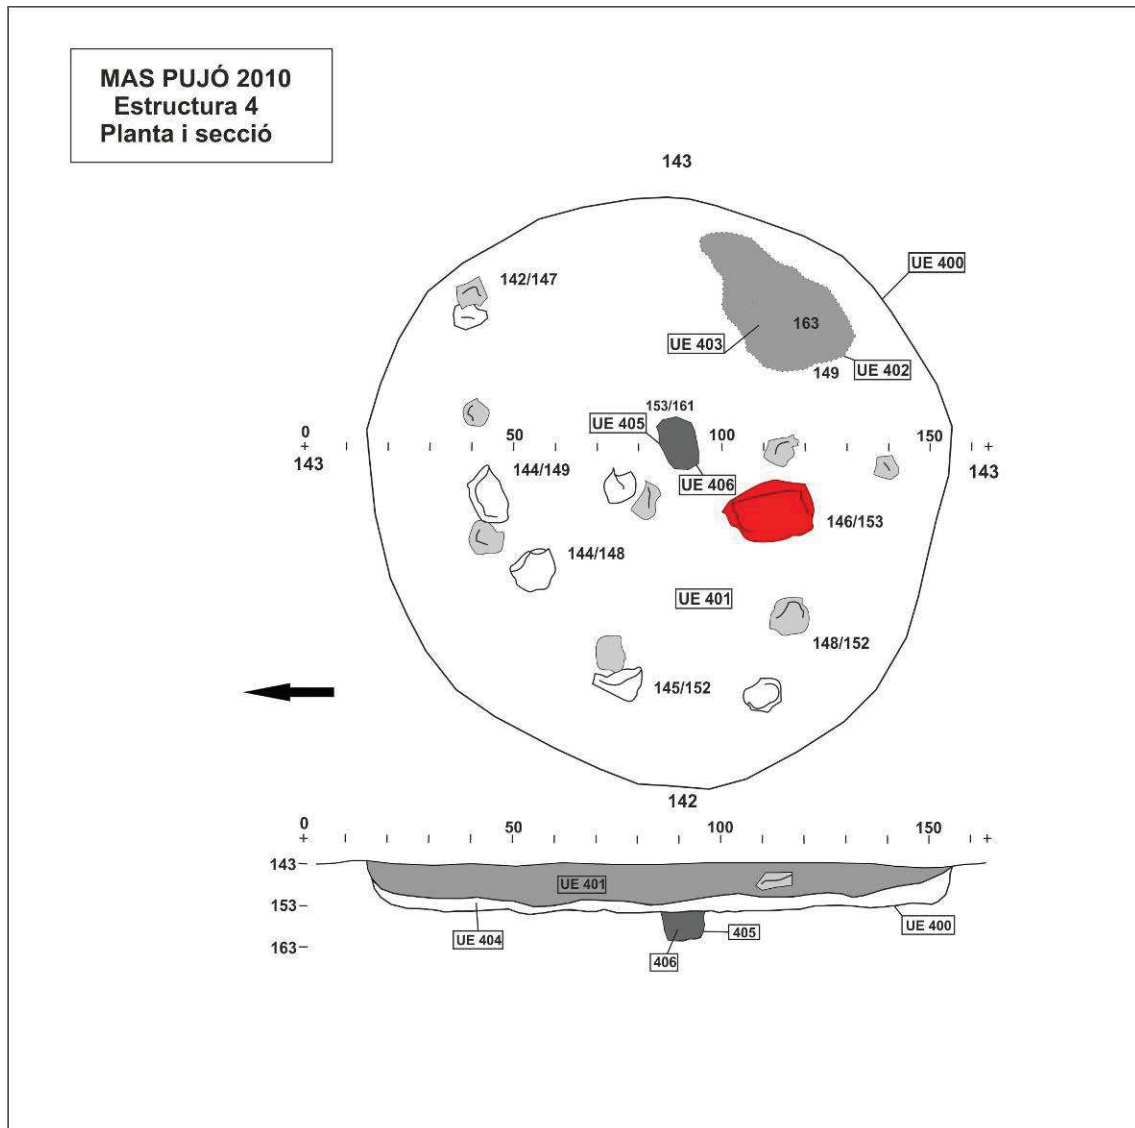 MAS PUJÓ 2010
Estructura 4
Planta i secció
143
UE 400
142/147
163
UE 403
UE 402
149
153/161
UE 405
0 50 100 150
143 143
144/149
UE 406
146/153
144/148
UE 401
148/152
145/152
142
0 50 100 150
143
UE 401
153
UE 400
405
UE 404
163
406